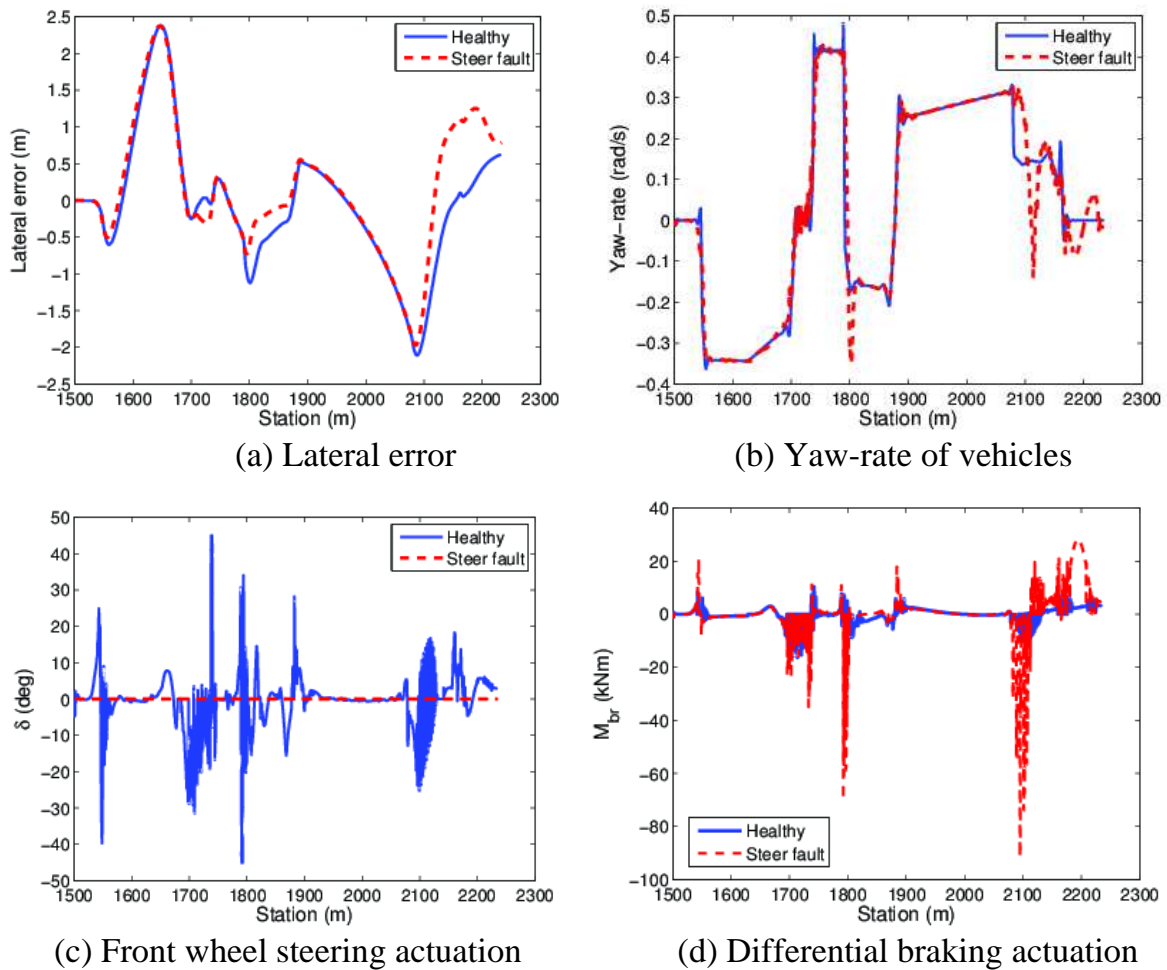 2.5
2
1.5
1
0.5
0
−0.5
−1
−1.5
−2
−2.5
Lateral error (m)
Healthy
Steer fault
1500 1600 1700 1800 1900 2000 2100 2200 2300
Station (m)
(a) Lateral error
0.5
0.4
0.3
0.2
0.1
0
−0.1
−0.2
−0.3
−0.4
Yaw−rate (rad/s)
Healthy
Steer fault
1500 1600 1700 1800 1900 2000 2100 2200 2300
Station (m)
(b) Yaw-rate of vehicles
50
40
30
20
10
0
−10
−20
−30
−40
−50
δ (deg)
Healthy
Steer fault
1500 1600 1700 1800 1900 2000 2100 2200 2300
Station (m)
(c) Front wheel steering actuation
40
20
0
−20
−40
−60
−80
−100
M_br (kNm)
Healthy
Steer fault
1500 1600 1700 1800 1900 2000 2100 2200 2300
Station (m)
(d) Differential braking actuation